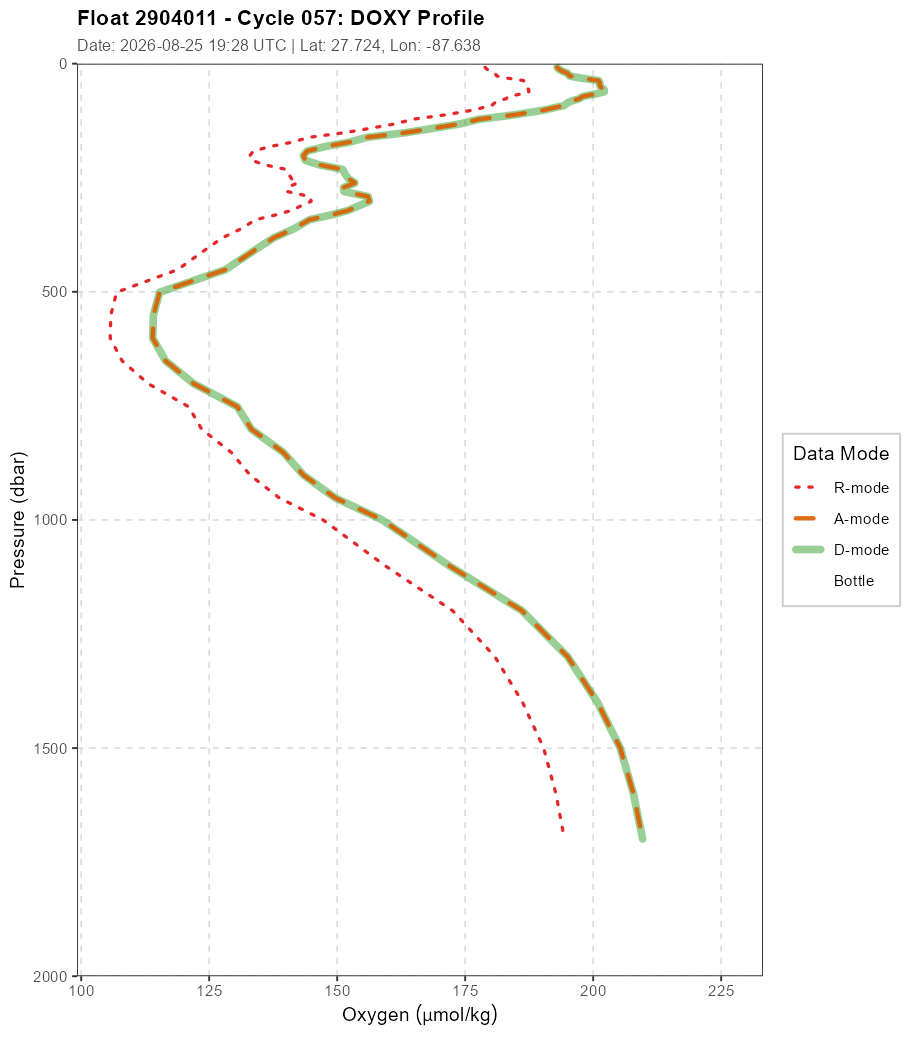 Float 2904011 - Cycle 057: DOXY Profile
Date: 2026-08-25 19:28 UTC | Lat: 27.724, Lon: -87.638
0
500
1000
1500
2000
Pressure (dbar)
100
125
150
175
200
225
Oxygen (μmol/kg)
Data Mode
R-mode
A-mode
D-mode
Bottle